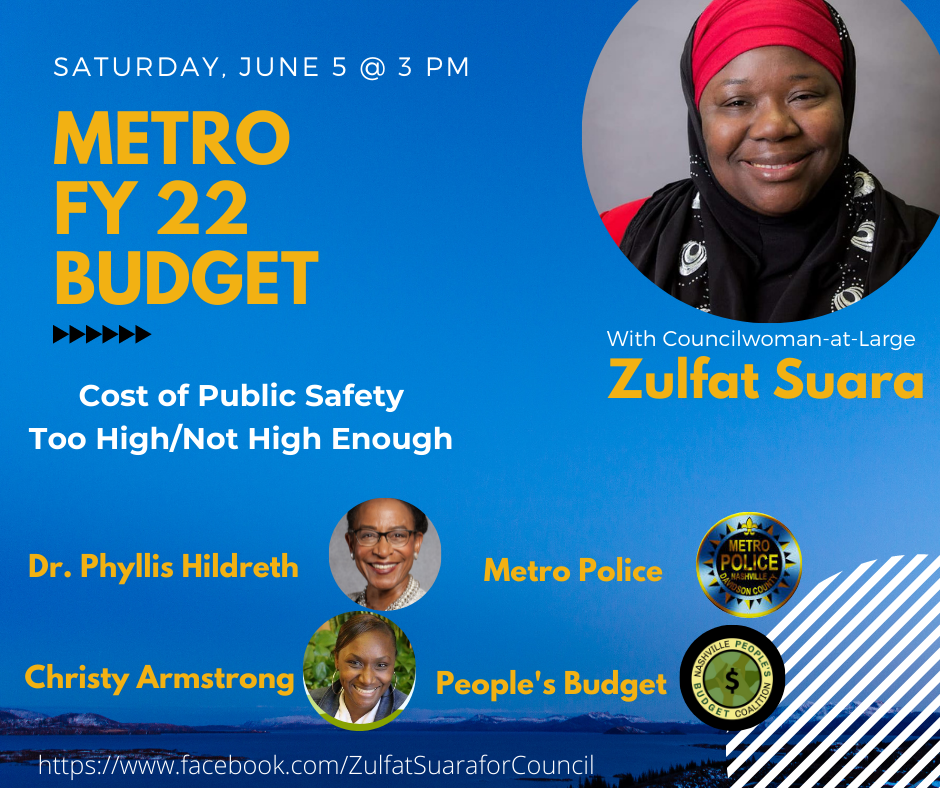 SATURDAY, JUNE 5 @ 3 PM
METRO
FY 22
BUDGET
With Councilwoman-at-Large
Zulfat Suara
Cost of Public Safety
Too High/Not High Enough
Dr. Phyllis Hildreth
Metro Police
METRO
POLICE
NASHVILLE
DAVIDSON COUNTY
Christy Armstrong
People's Budget
NASHVILLE PEOPLE'S
$
BUDGET COALITION
https://www.facebook.com/ZulfatSuaraforCouncil